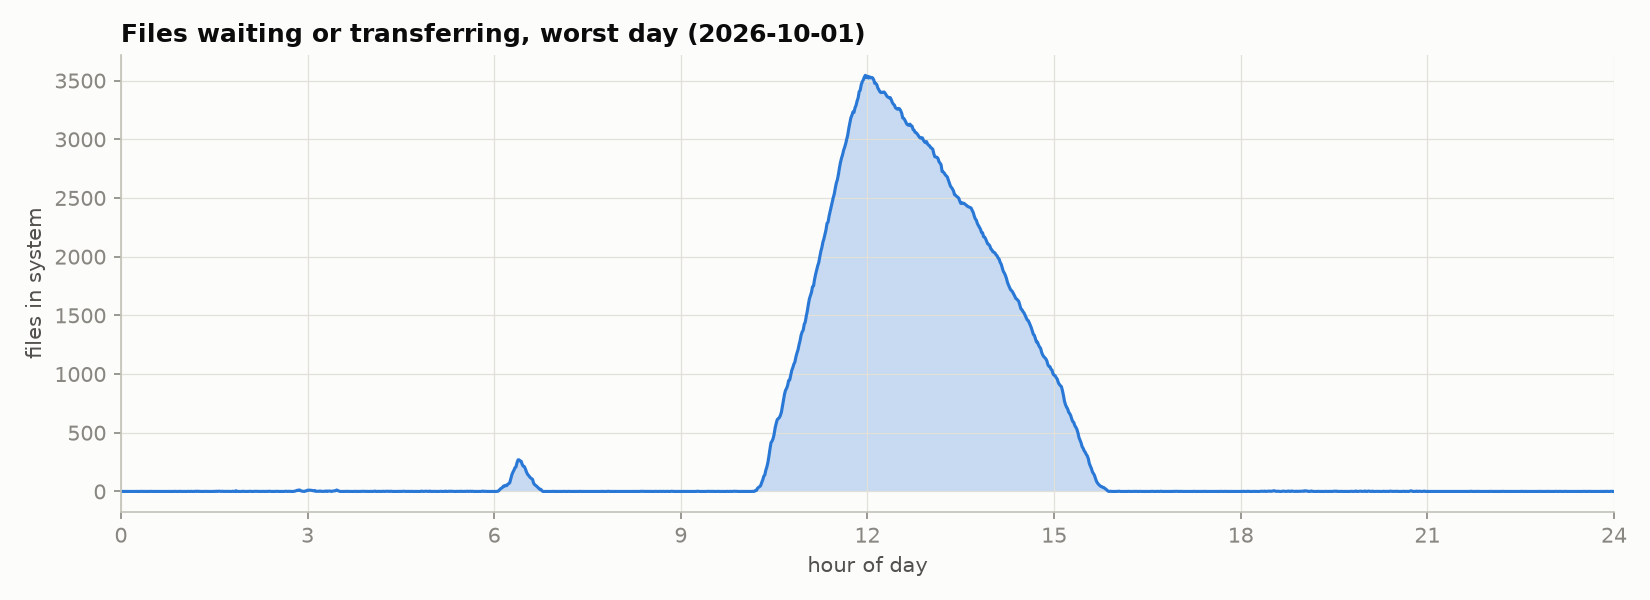 Files waiting or transferring, worst day (2026-10-01)
files in system
3500
3000
2500
2000
1500
1000
500
0
0 3 6 9 12 15 18 21 24
hour of day